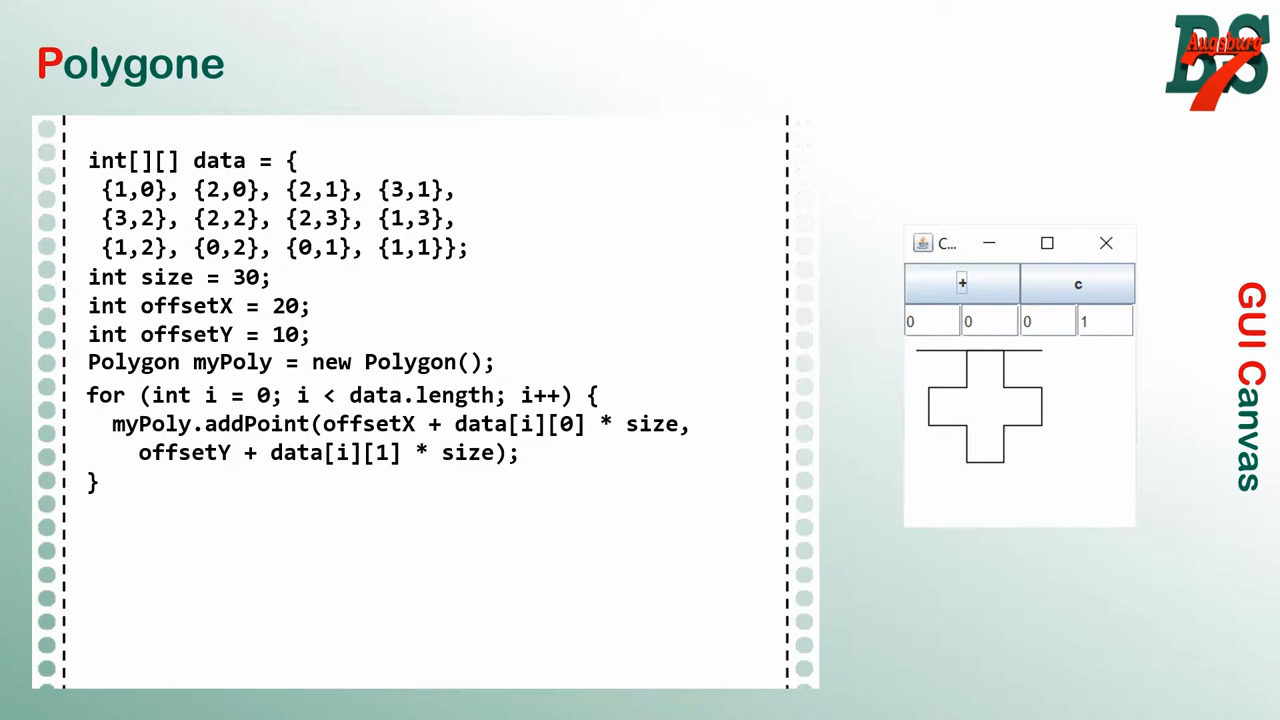 Polygone
BS
Augsburg
7
int[][] data = {
{1,0}, {2,0}, {2,1}, {3,1},
{3,2}, {2,2}, {2,3}, {1,3},
{1,2}, {0,2}, {0,1}, {1,1}};
int size = 30;
int offsetX = 20;
int offsetY = 10;
Polygon myPoly = new Polygon();
for (int i = 0; i < data.length; i++) {
myPoly.addPoint(offsetX + data[i][0] * size,
offsetY + data[i][1] * size);
}
C...
+ c
0 0 0 1
GUI Canvas